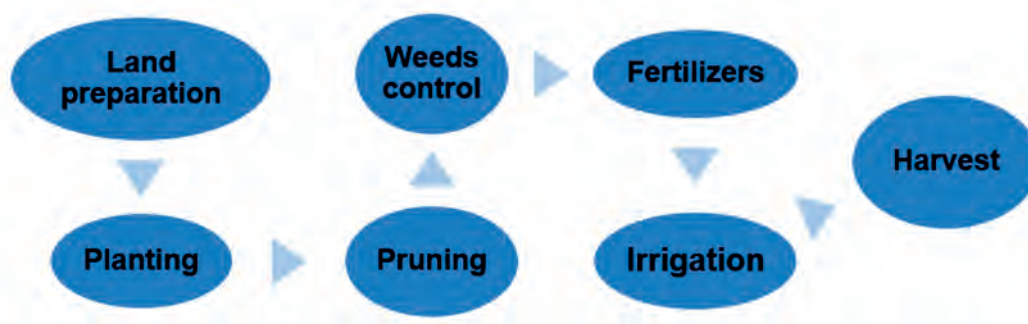 Land
preparation
Planting
Pruning
Weeds
control
Fertilizers
Irrigation
Harvest